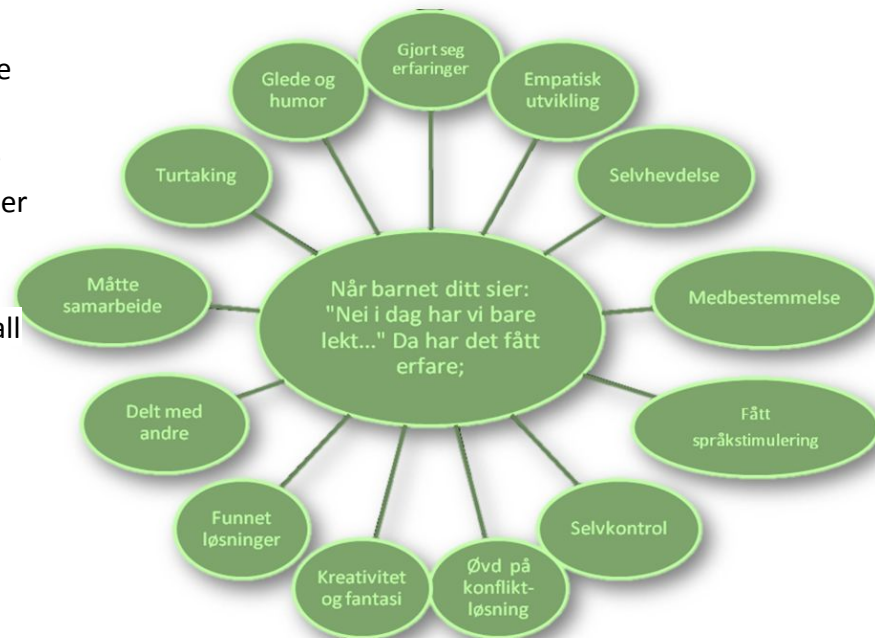 e
er
all
Gjort seg
erfaringer
Empatisk
utvikling
Selvhevdelse
Medbestemmelse
Fått
språkstimulering
Selvkontrol
Øvd på
konflikt-
løsning
Kreativitet
og fantasi
Funnet
løsninger
Delt med
andre
Måtte
samarbeide
Turtaking
Glede og
humor
Når barnet ditt sier:
"Nei i dag har vi bare
lekt..." Da har det fått
erfare;